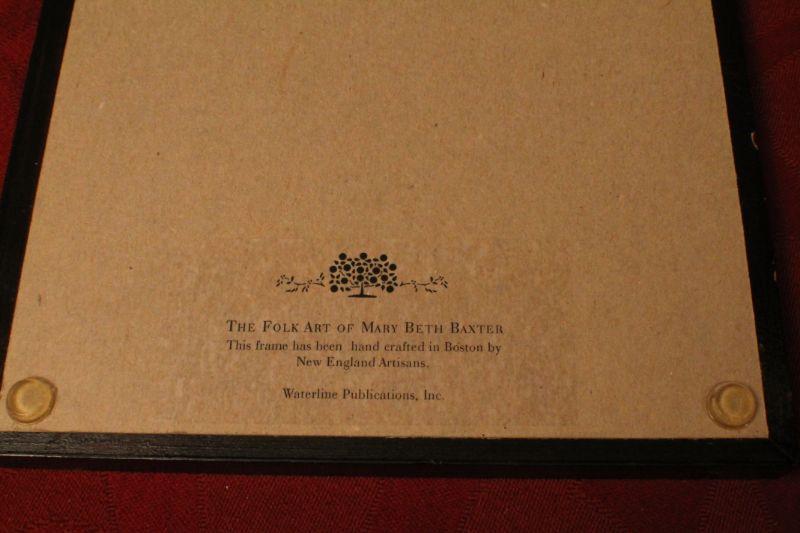 The Folk Art of Mary Beth Baxter
This frame has been hand crafted in Boston by
New England Artisans.
Waterline Publications, Inc.